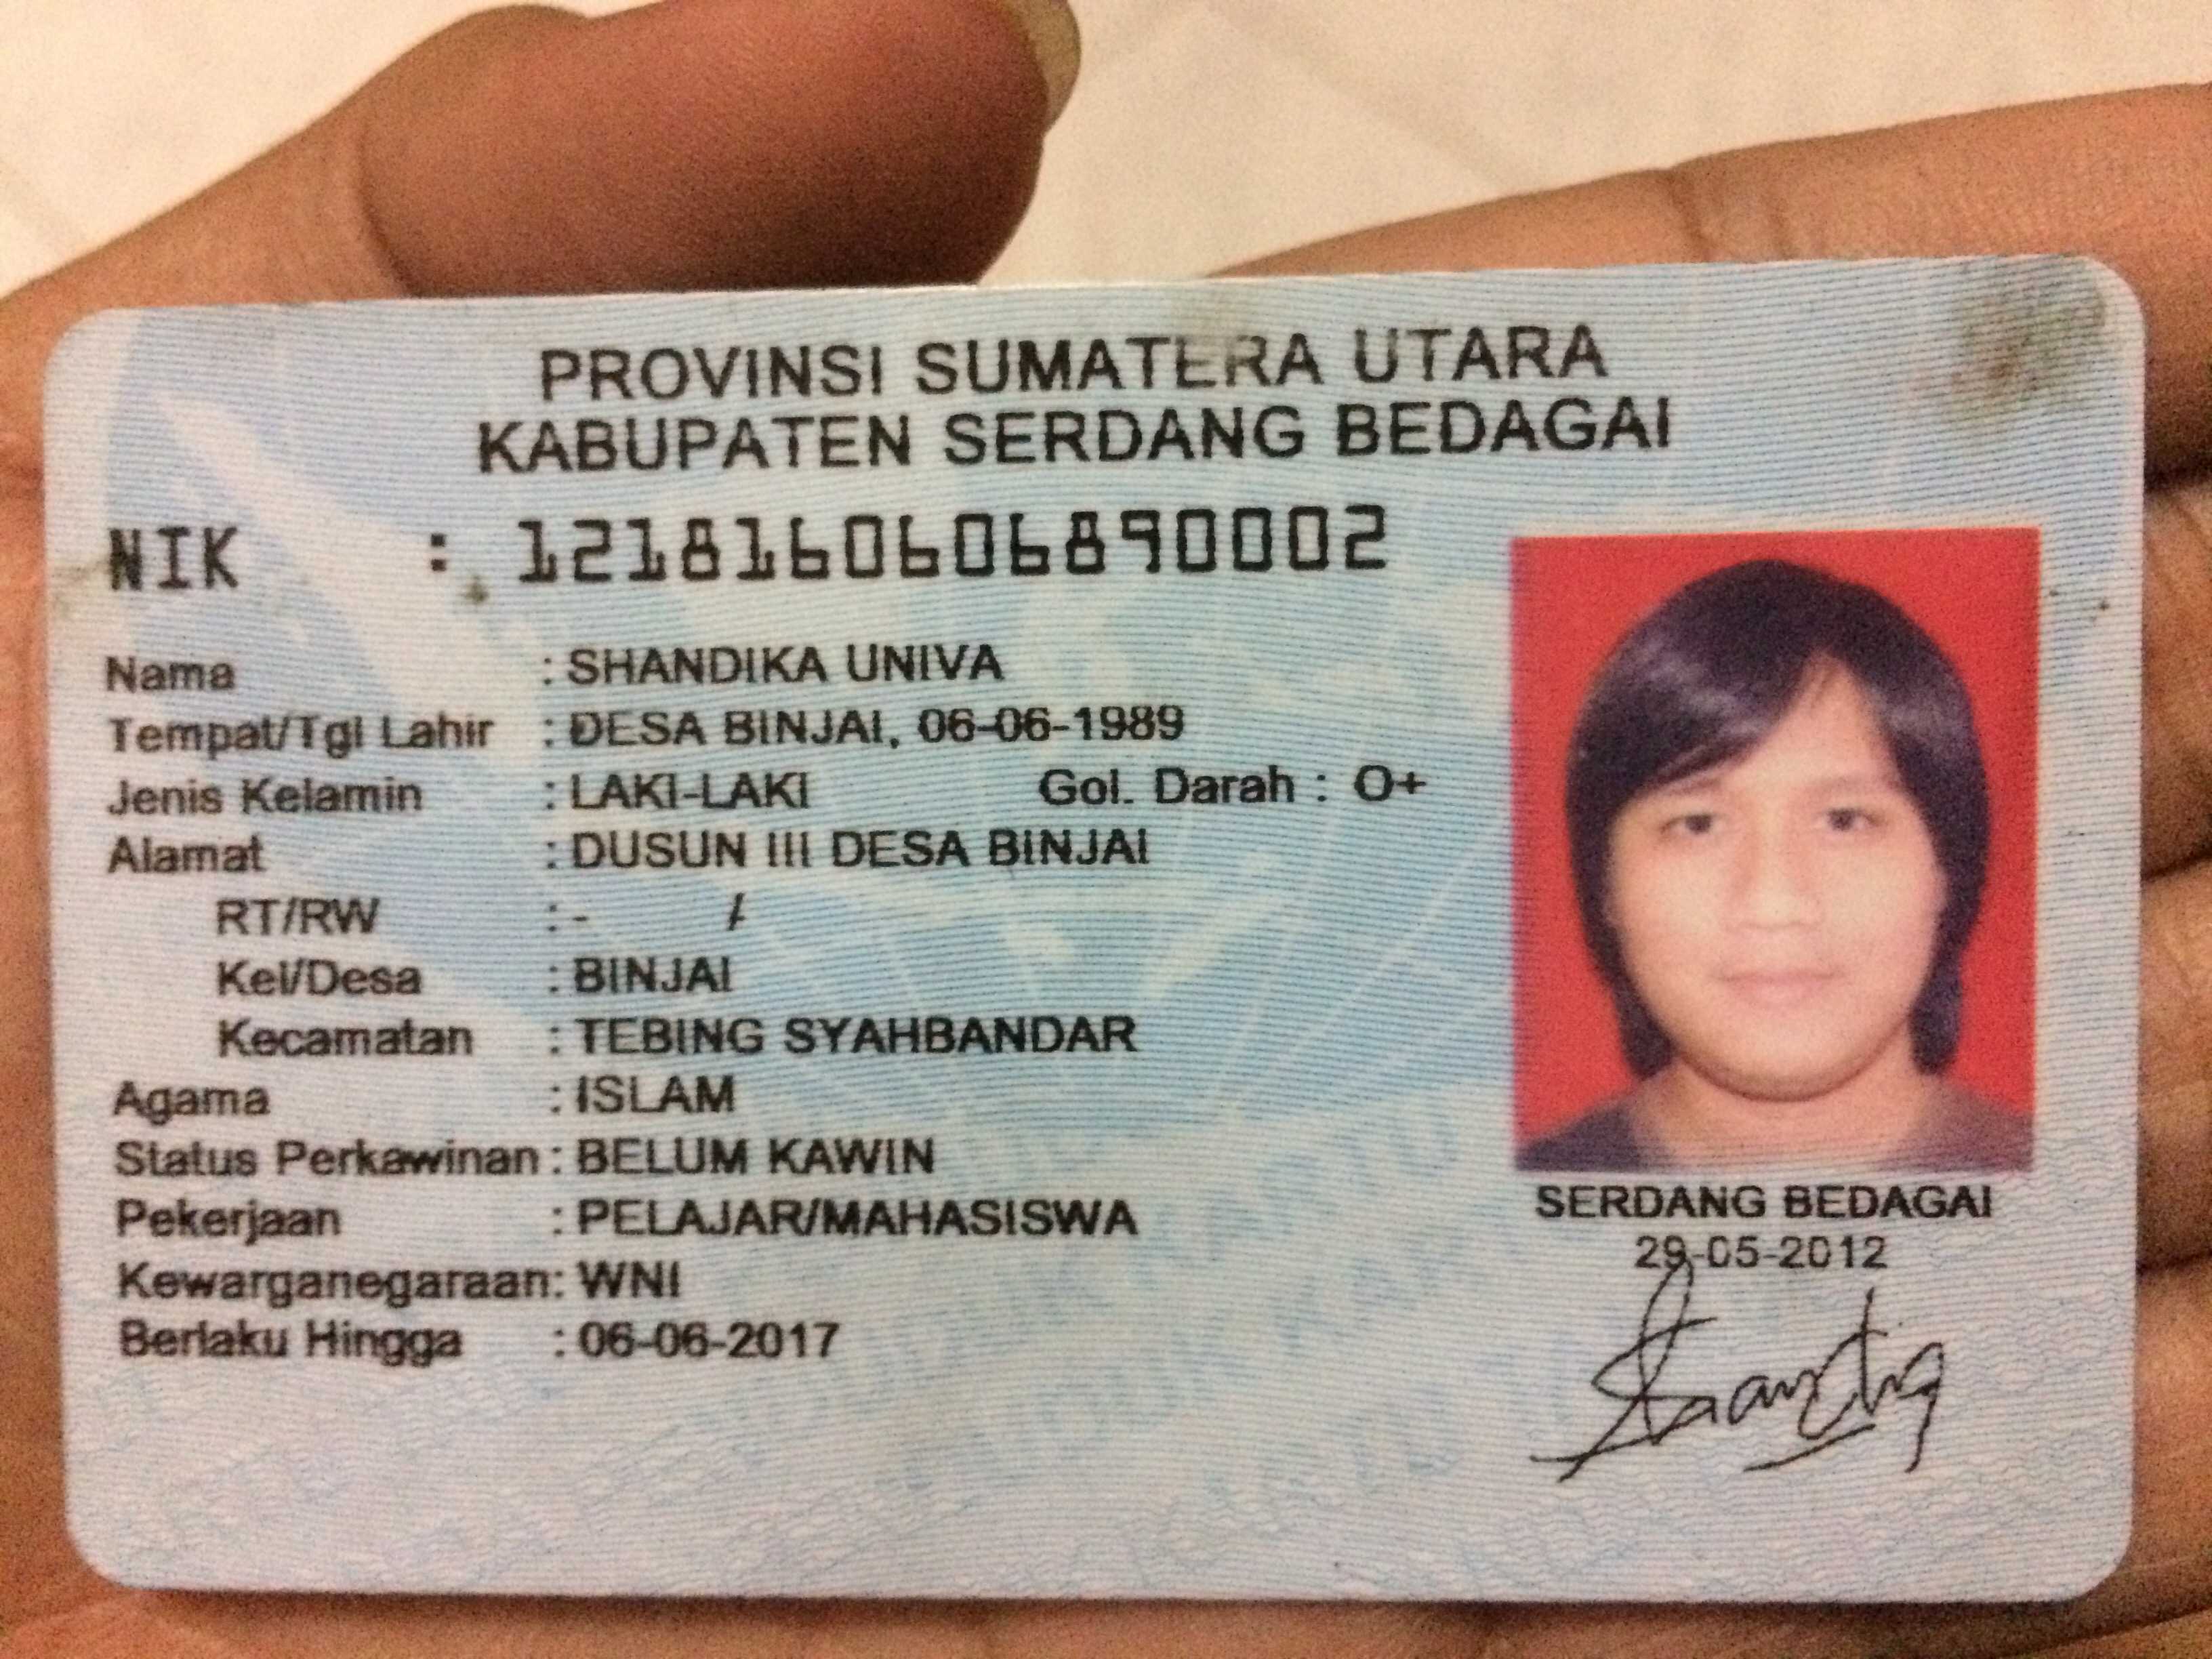 PROVINSI SUMATERA UTARA
KABUPATEN SERDANG BEDAGAI
NIK : 1218160606890002
Nama : SHANDIKA UNIVA
Tempat/Tgl Lahir : DESA BINJAI, 06-06-1989
Jenis Kelamin : LAKI-LAKI Gol. Darah : O+
Alamat : DUSUN III DESA BINJAI
RT/RW : - /
Kel/Desa : BINJAI
Kecamatan : TEBING SYAHBANDAR
Agama : ISLAM
Status Perkawinan : BELUM KAWIN
Pekerjaan : PELAJAR/MAHASISWA
Kewarganegaraan: WNI
Berlaku Hingga : 06-06-2017
SERDANG BEDAGAI
29-05-2012